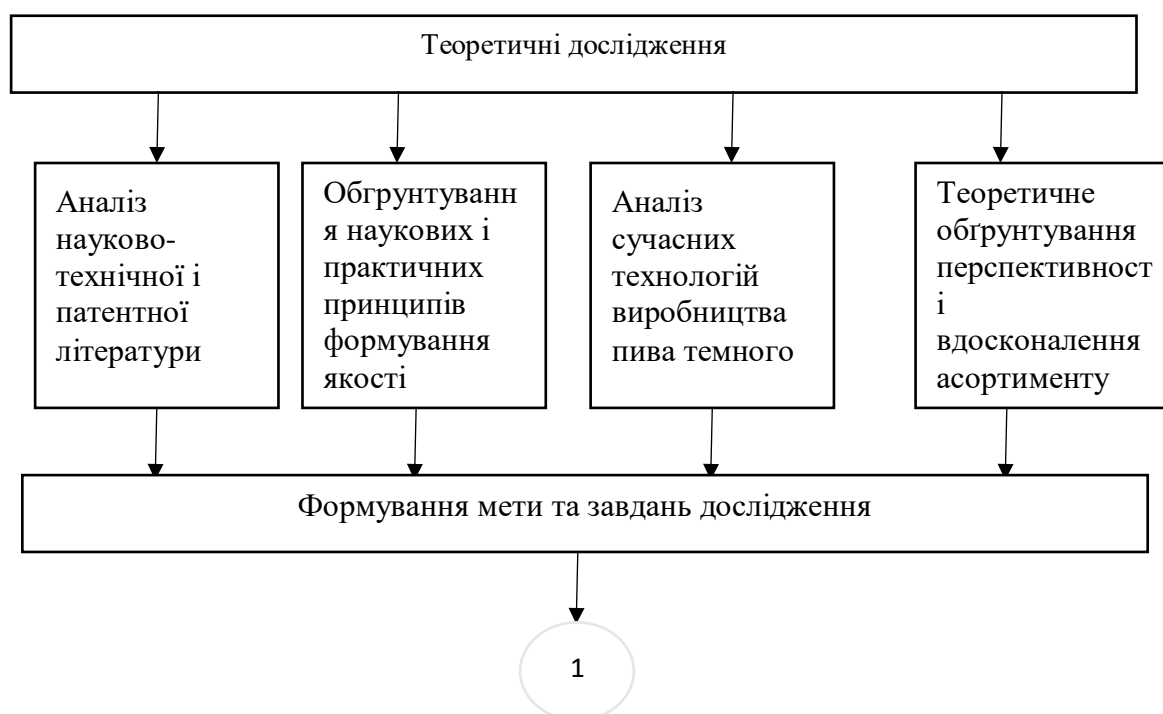 Теоретичні дослідження
Аналіз
науково-
технічної і
патентної
літератури
Обгрунтуванн
я наукових і
практичних
принципів
формування
якості
Аналіз
сучасних
технологій
виробництва
пива темного
Теоретичне
обґрунтування
перспективност
і
вдосконалення
асортименту
Формування мети та завдань дослідження
1